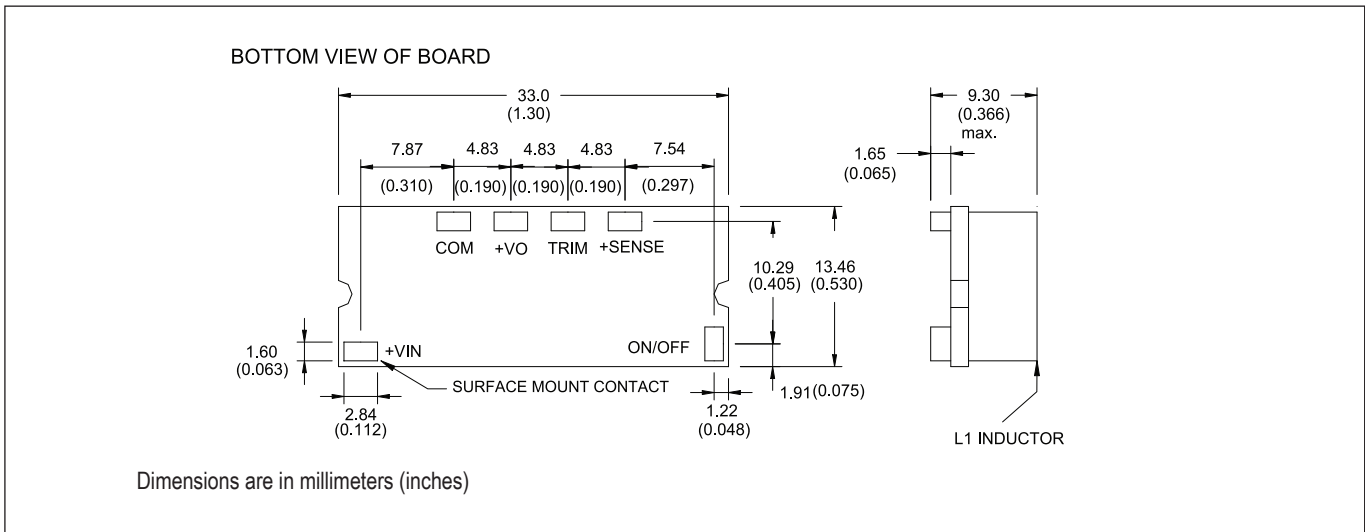 BOTTOM VIEW OF BOARD
33.0
(1.30)
9.30
(0.366)
max.
7.87 4.83 4.83 4.83 7.54
(0.310) (0.190) (0.190) (0.190) (0.297)
1.65
(0.065)
COM +VO TRIM +SENSE
10.29
(0.405)
13.46
(0.530)
1.60
(0.063)
+VIN
ON/OFF
SURFACE MOUNT CONTACT
1.91(0.075)
2.84
(0.112)
1.22
(0.048)
L1 INDUCTOR
Dimensions are in millimeters (inches)